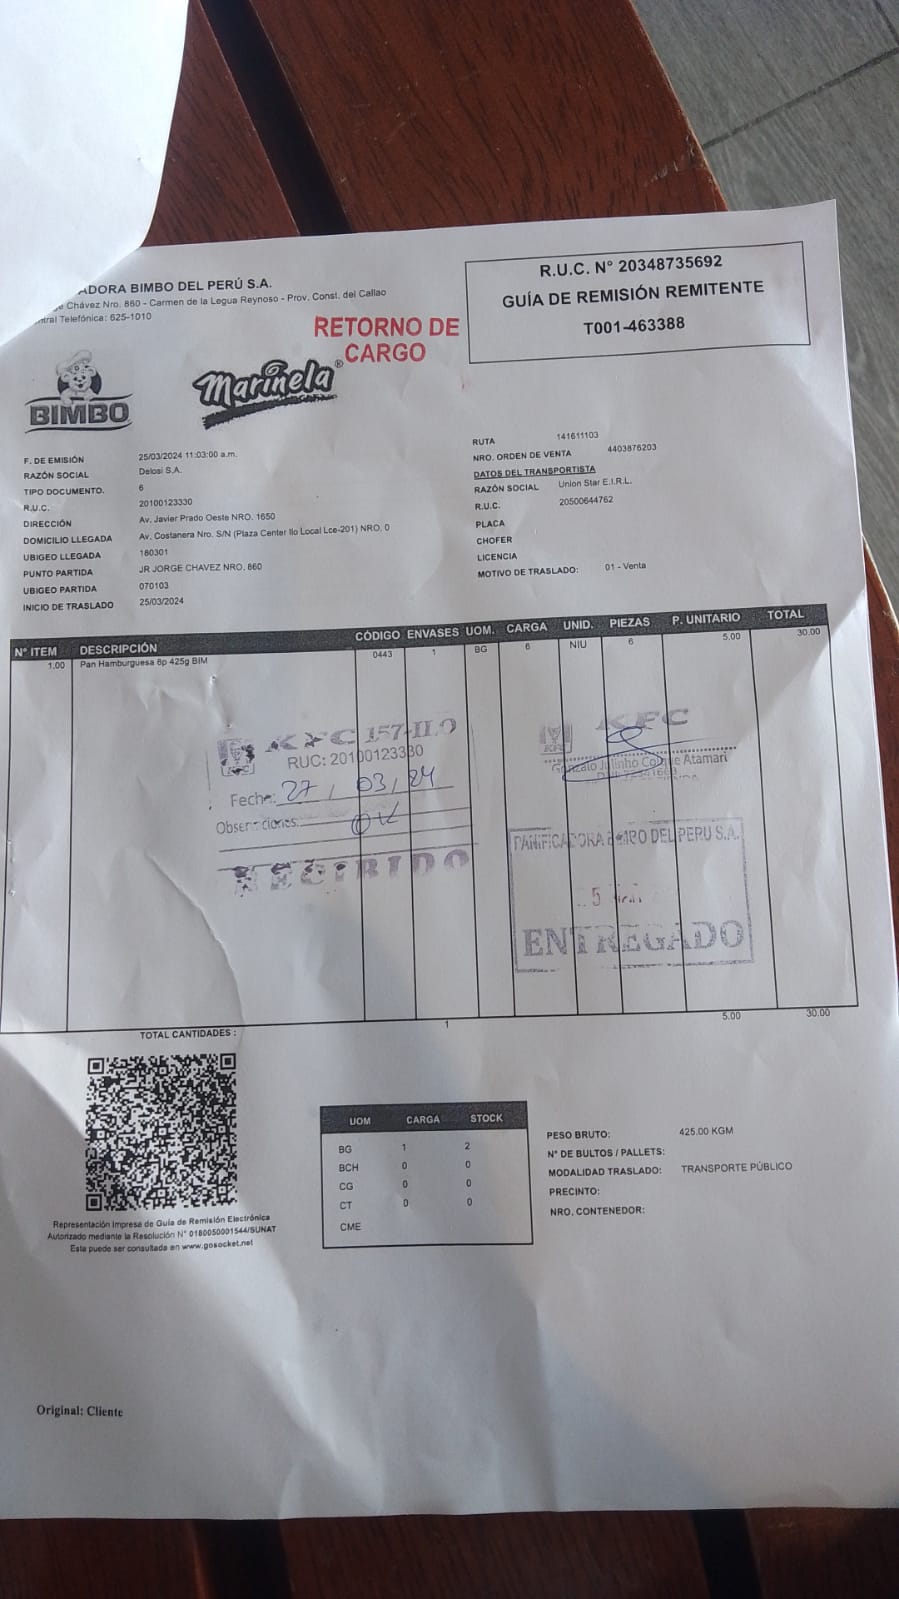 ADORA BIMBO DEL PERÚ S.A.
Chávez Nro. 860 - Carmen de la Legua Reynoso - Prov. Const. del Callao
Telefónica: 625-1010
RETORNO DE
CARGO
R.U.C. N° 20348735692
GUÍA DE REMISIÓN REMITENTE
T001-463388
BIMBO
Marinela®
F. DE EMISIÓN 25/03/2024 11:03:00 a.m.
RAZÓN SOCIAL Delosi S.A.
TIPO DOCUMENTO. 6
R.U.C. 20100123330
DIRECCIÓN Av. Javier Prado Oeste NRO. 1650
DOMICILIO LLEGADA Av. Costanera Nro. S/N (Plaza Center Ilo Local Lce-201) NRO. 0
UBIGEO LLEGADA 180301
PUNTO PARTIDA JR JORGE CHAVEZ NRO. 860
UBIGEO PARTIDA 070103
INICIO DE TRASLADO 25/03/2024
RUTA 141611103
NRO. ORDEN DE VENTA 4403876203
DATOS DEL TRANSPORTISTA
RAZÓN SOCIAL Union Star E.I.R.L.
R.U.C. 20500644762
PLACA
CHOFER
LICENCIA
MOTIVO DE TRASLADO: 01 - Venta
N° ITEM DESCRIPCIÓN CÓDIGO ENVASES UOM. CARGA UNID. PIEZAS P. UNITARIO TOTAL
1.00 Pan Hamburguesa 6p 425g BIM 0443 1 BG 6 NIU 6 5.00 30.00
KFC 157-ILO
RUC: 20100123330
Fecha: 27/03/24
Observaciones: OK
RECIBIDO
KFC
Gonzalo Julinho Colque Atamari
PANIFICADORA BIMBO DEL PERU S.A.
ENTREGADO
TOTAL CANTIDADES : 1 5.00 30.00
UOM CARGA STOCK
BG 1 2
BCH 0 0
CG 0 0
CT 0 0
CME
PESO BRUTO: 425.00 KGM
N° DE BULTOS / PALLETS:
MODALIDAD TRASLADO: TRANSPORTE PÚBLICO
PRECINTO:
NRO. CONTENEDOR:
Representación Impresa de Guía de Remisión Electrónica
Autorizado mediante la Resolución N° 0180050001544/SUNAT
Esta puede ser consultada en www.gosocket.net
Original: Cliente